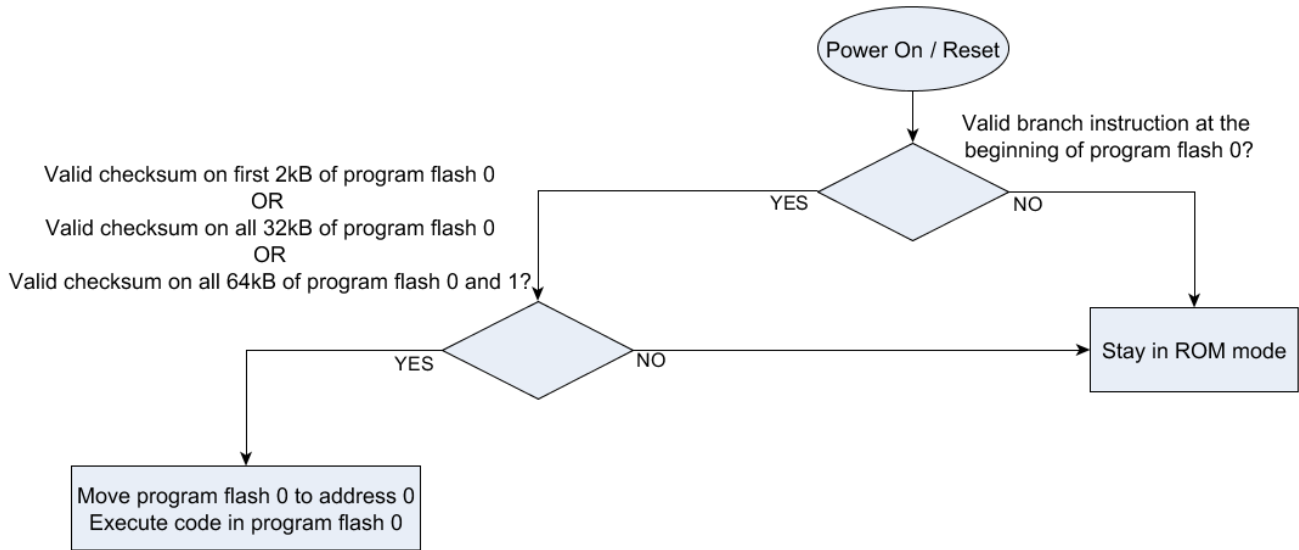 Power On / Reset
Valid branch instruction at the
beginning of program flash 0?
YES
NO
Valid checksum on first 2kB of program flash 0
OR
Valid checksum on all 32kB of program flash 0
OR
Valid checksum on all 64kB of program flash 0 and 1?
YES
NO
Stay in ROM mode
Move program flash 0 to address 0
Execute code in program flash 0